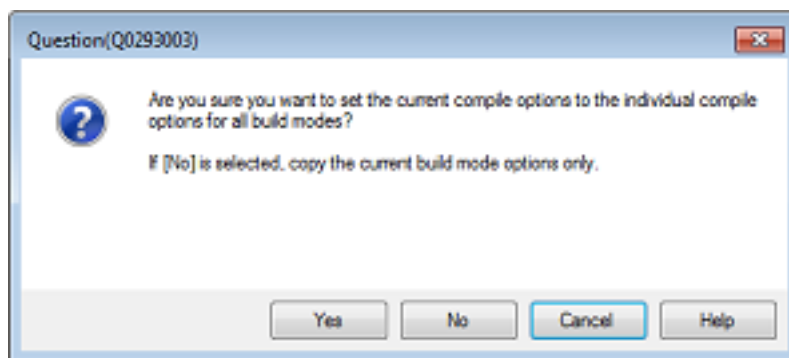 Question(Q0293003)
Are you sure you want to set the current compile options to the individual compile
options for all build modes?
If [No] is selected, copy the current build mode options only.
Yes No Cancel Help